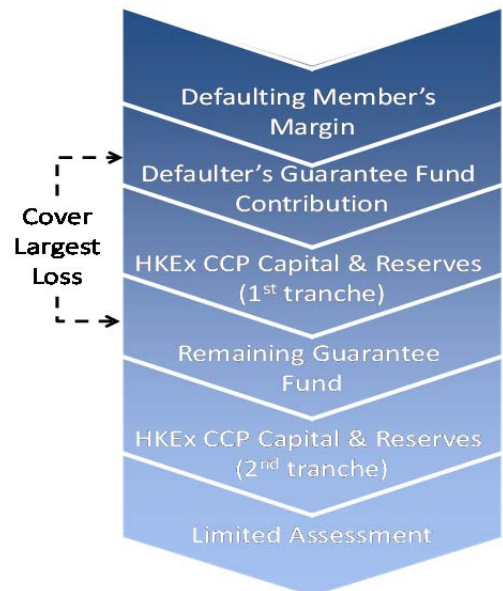 Defaulting Member's
Margin
Defaulter's Guarantee Fund
Contribution
Cover
Largest
Loss
HKEx CCP Capital & Reserves
(1st tranche)
Remaining Guarantee
Fund
HKEx CCP Capital & Reserves
(2nd tranche)
Limited Assessment